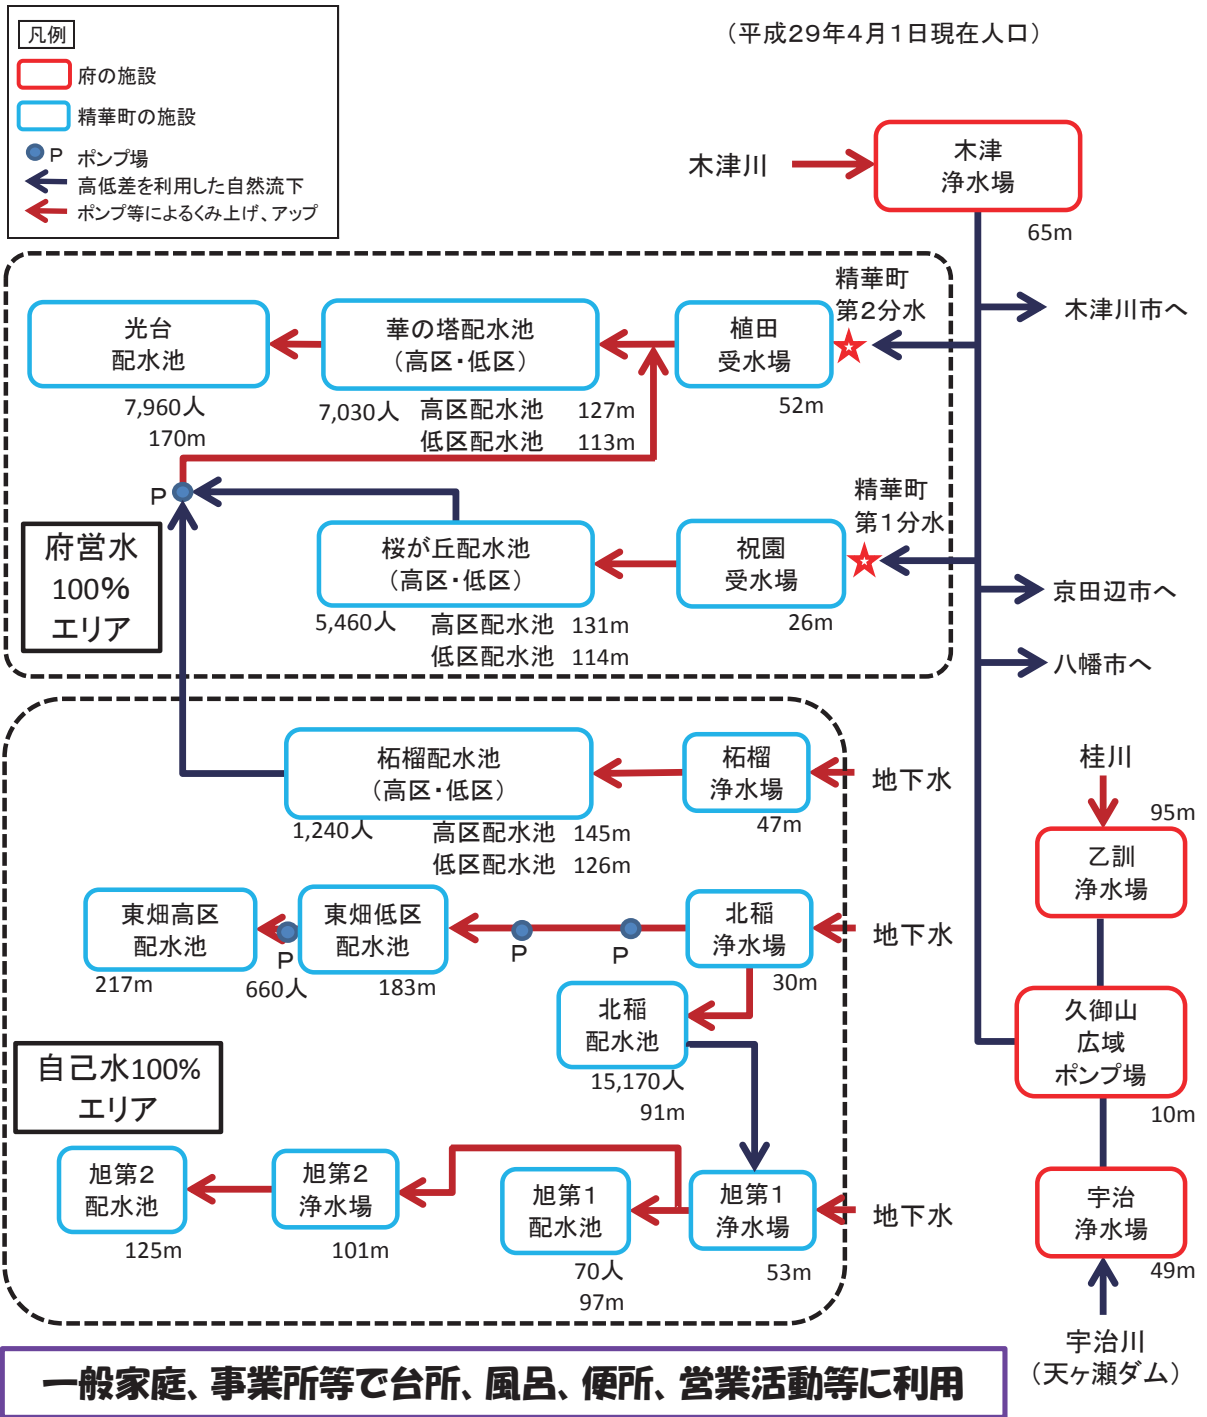 凡例
府の施設
精華町の施設
P ポンプ場
高低差を利用した自然流下
ポンプ等によるくみ上げ、アップ
（平成29年4月1日現在人口）
木津川
木津
浄水場
65m
木津川市へ
精華町
第2分水
光台
配水池
7,960人
170m
華の塔配水池
（高区・低区）
7,030人 高区配水池 127m
低区配水池 113m
植田
受水場
52m
P
精華町
第1分水
府営水
100%
エリア
桜が丘配水池
（高区・低区）
5,460人 高区配水池 131m
低区配水池 114m
祝園
受水場
26m
京田辺市へ
八幡市へ
柘榴配水池
（高区・低区）
1,240人 高区配水池 145m
低区配水池 126m
柘榴
浄水場
47m
地下水
桂川
95m
乙訓
浄水場
東畑高区
配水池
217m
P
660人
東畑低区
配水池
183m
P
P
北稲
浄水場
30m
地下水
北稲
配水池
15,170人
91m
久御山
広域
ポンプ場
10m
自己水100%
エリア
旭第2
配水池
125m
旭第2
浄水場
101m
旭第1
配水池
70人
97m
旭第1
浄水場
53m
地下水
宇治
浄水場
49m
宇治川
（天ヶ瀬ダム）
一般家庭、事業所等で台所、風呂、便所、営業活動等に利用